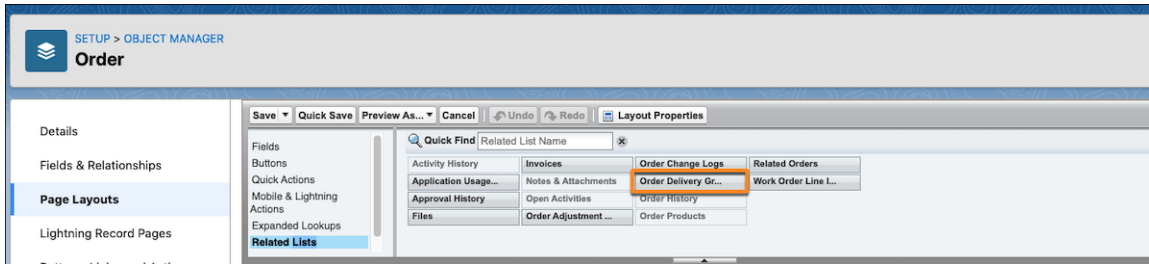 SETUP > OBJECT MANAGER
Order
Details
Fields & Relationships
Page Layouts
Lightning Record Pages
Save
Quick Save
Preview As...
Cancel
Undo
Redo
Layout Properties
Fields
Buttons
Quick Actions
Mobile & Lightning
Actions
Expanded Lookups
Related Lists
Quick Find
Related List Name
Activity History
Invoices
Order Change Logs
Related Orders
Application Usage...
Notes & Attachments
Order Delivery Gr...
Work Order Line I...
Approval History
Open Activities
Order History
Files
Order Adjustment ...
Order Products